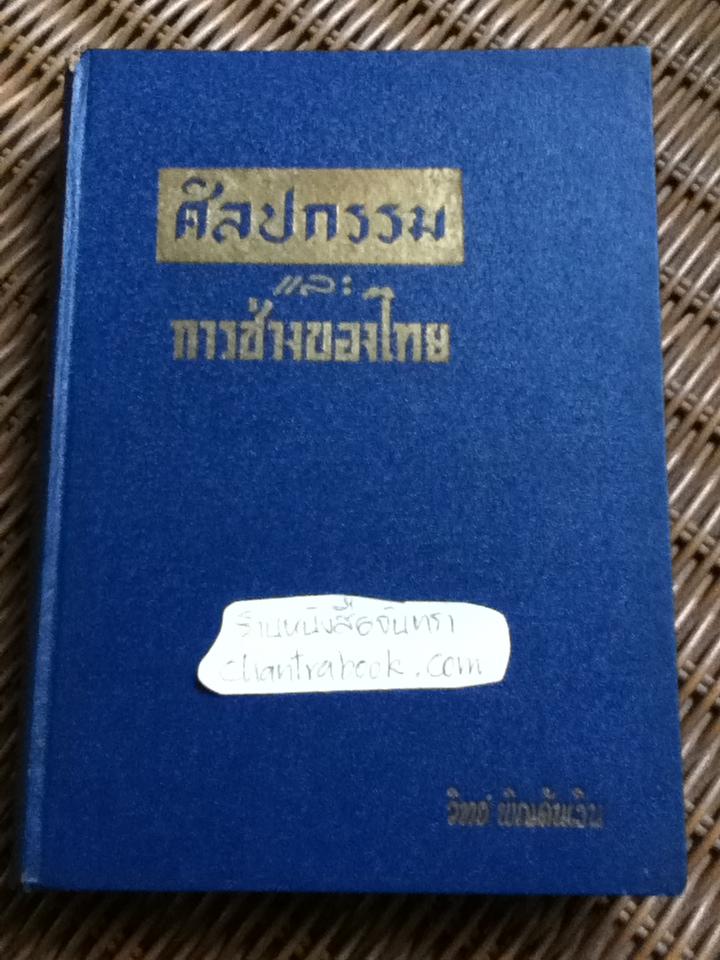 ศิลปกรรม
และ
การช่างของไทย
ร้านหนังสือจันทรา
chantrabook.com
วิทย์ พิณคันเงิน